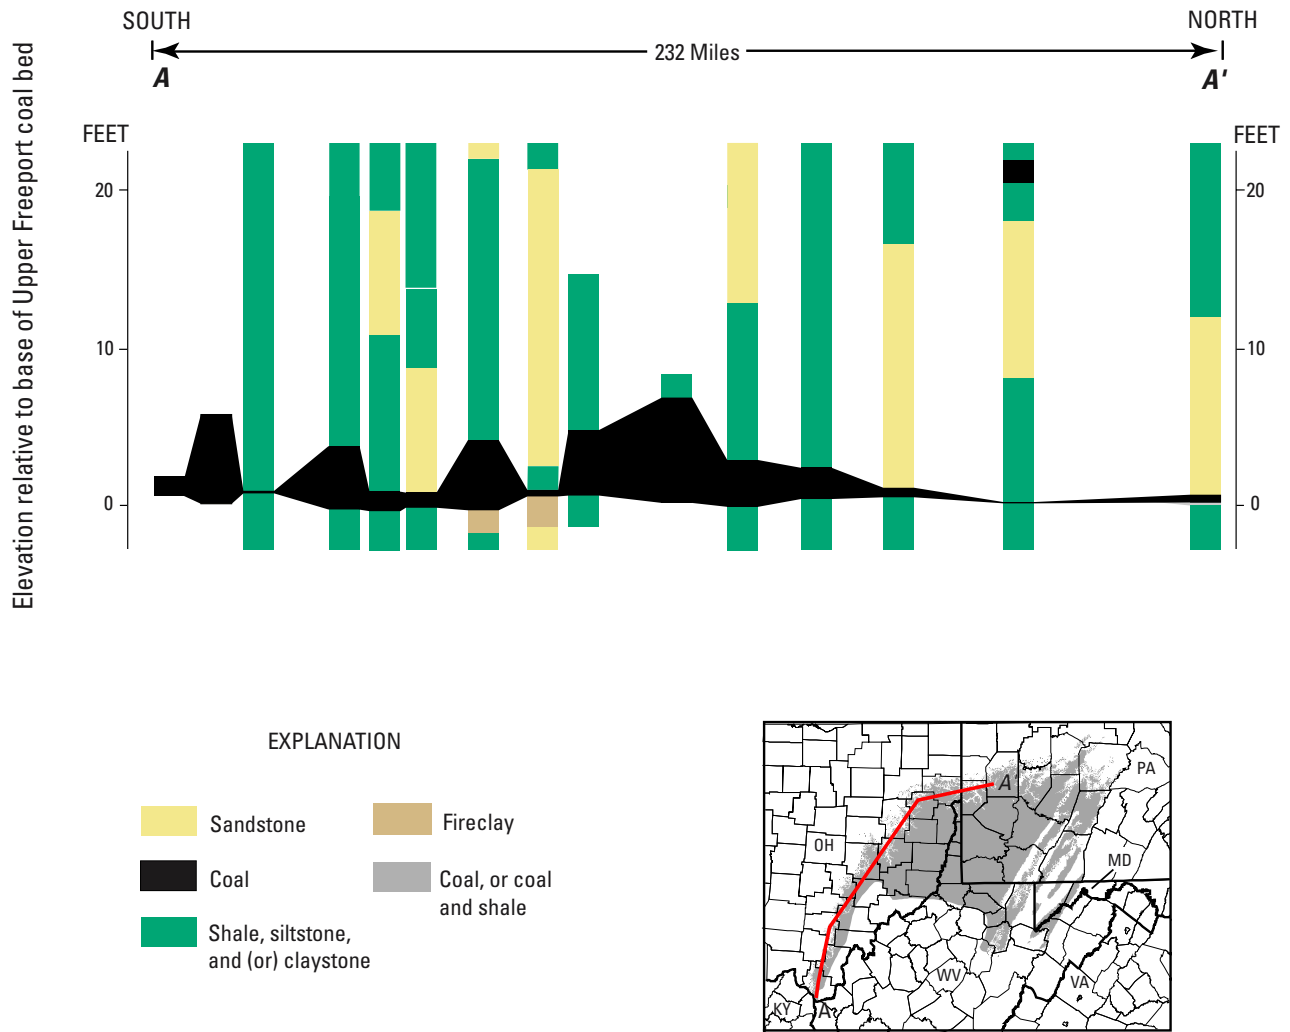 SOUTH
NORTH
232 Miles
A
A'
Elevation relative to base of Upper Freeport coal bed
FEET
FEET
20
20
10
10
0
0
EXPLANATION
Sandstone
Fireclay
Coal
Coal, or coal
and shale
Shale, siltstone,
and (or) claystone
PA
A'
OH
MD
WV
VA
KY
A